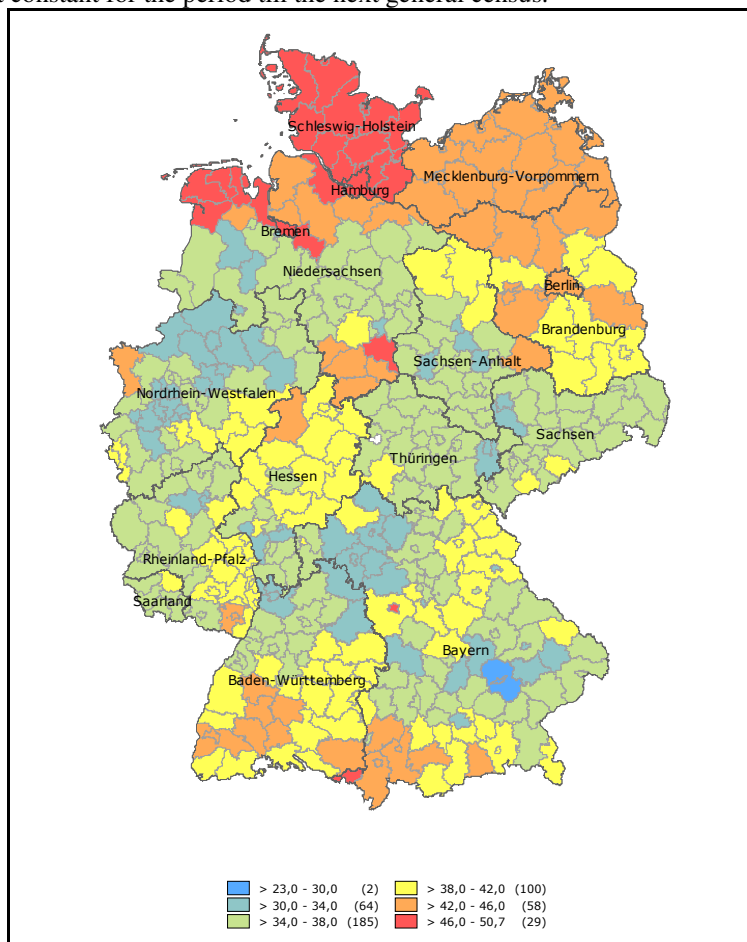 t constant for the period till the next general census.
Schleswig-Holstein
Mecklenburg-Vorpommern
Hamburg
Bremen
Niedersachsen
Berlin
Brandenburg
Sachsen-Anhalt
Nordrhein-Westfalen
Sachsen
Thüringen
Hessen
Rheinland-Pfalz
Saarland
Bayern
Baden-Württemberg
> 23,0 - 30,0 (2) > 38,0 - 42,0 (100)
> 30,0 - 34,0 (64) > 42,0 - 46,0 (58)
> 34,0 - 38,0 (185) > 46,0 - 50,7 (29)